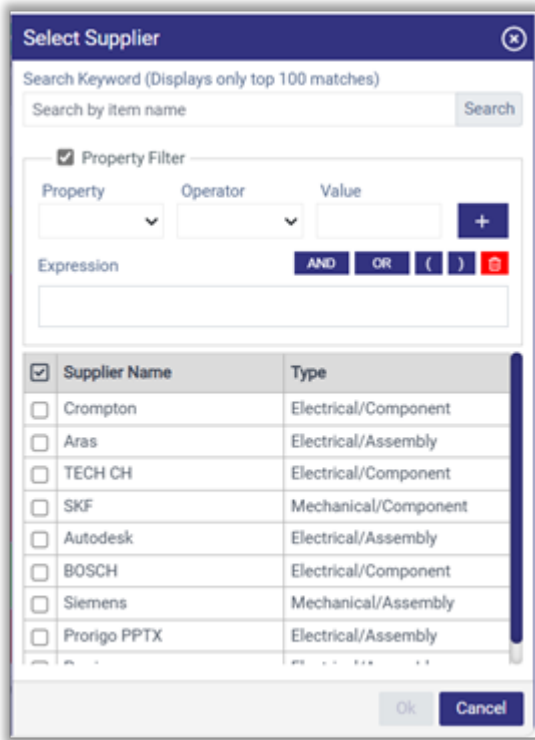 Select Supplier
Search Keyword (Displays only top 100 matches)
Search by item name Search
Property Filter
Property Operator Value
+
Expression AND OR ( )
Supplier Name Type
Crompton Electrical/Component
Aras Electrical/Assembly
TECH CH Electrical/Component
SKF Mechanical/Component
Autodesk Electrical/Assembly
BOSCH Electrical/Component
Siemens Mechanical/Assembly
Prorigo PPTX Electrical/Assembly
Ok Cancel